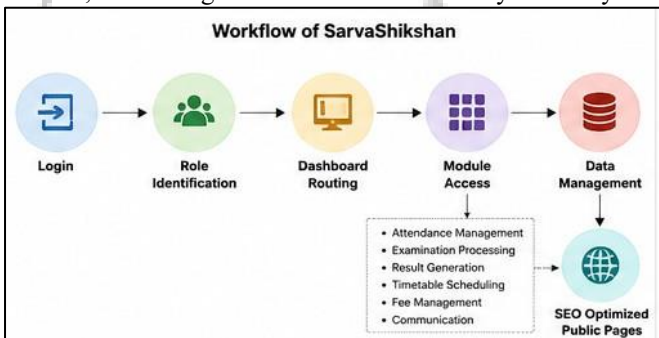 Workflow of SarvaShikshan
Login
Role
Identification
Dashboard
Routing
Module
Access
Data
Management
• Attendance Management
• Examination Processing
• Result Generation
• Timetable Scheduling
• Fee Management
• Communication
SEO Optimized
Public Pages